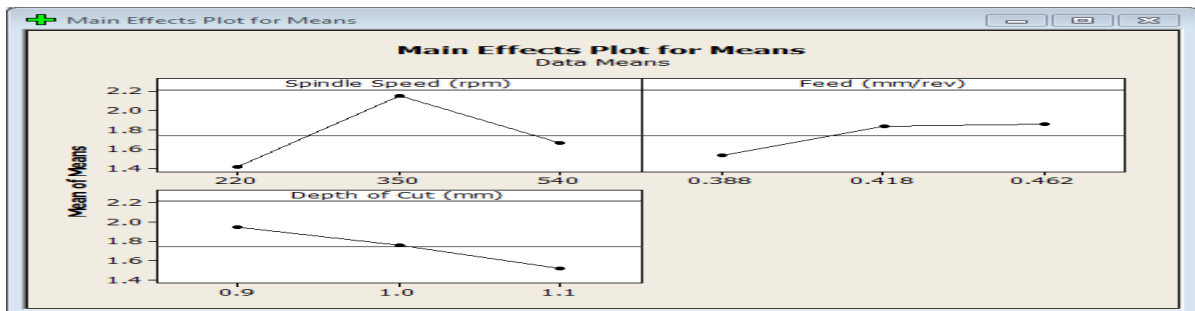 Main Effects Plot for Means
Main Effects Plot for Means
Data Means
Spindle Speed (rpm)
Feed (mm/rev)
2.2
2.0
1.8
1.6
1.4
220 350 540
0.388 0.418 0.462
Depth of Cut (mm)
2.2
2.0
1.8
1.6
1.4
0.9 1.0 1.1
Mean of Means